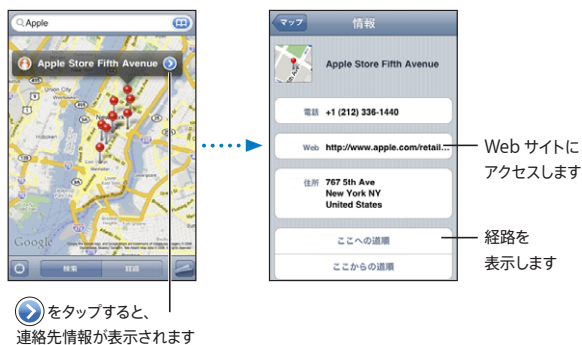 Apple
Apple Store Fifth Avenue
Union City
Hoboken
Google
検索
経路
をタップすると、
連絡先情報が表示されます
マップ
情報
Apple Store Fifth Avenue
電話 +1 (212) 336-1440
Web http://www.apple.com/retail...
住所 767 5th Ave
New York NY
United States
ここへの道順
ここからの道順
Web サイトに
アクセスします
経路を
表示します